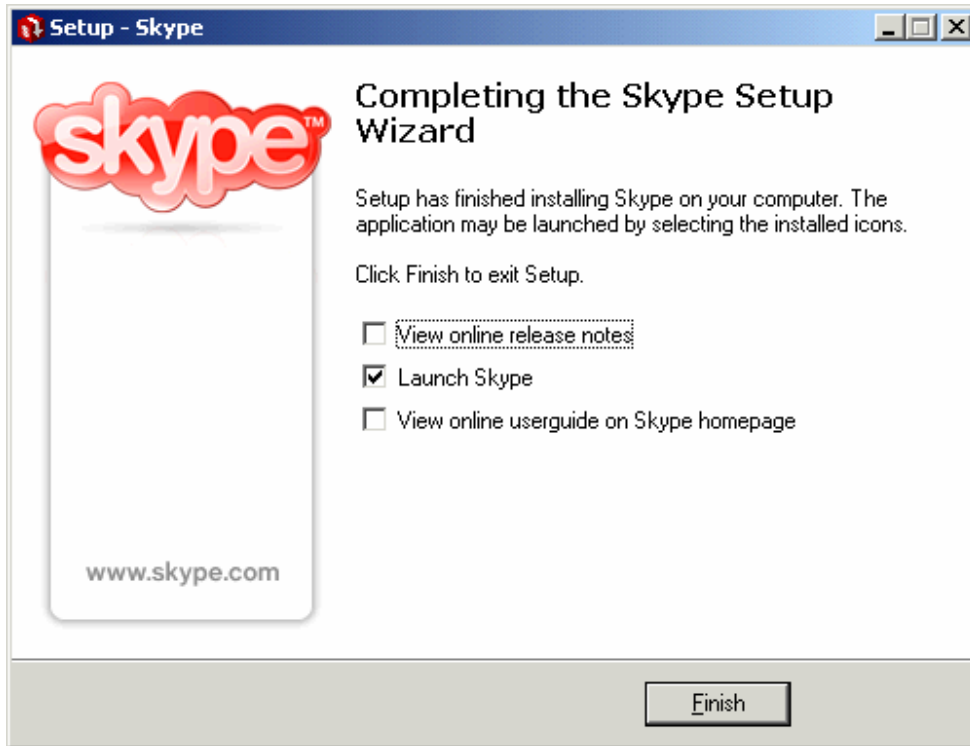 Setup - Skype
skype™
Completing the Skype Setup
Wizard
Setup has finished installing Skype on your computer. The
application may be launched by selecting the installed icons.
Click Finish to exit Setup.
View online release notes
Launch Skype
View online userguide on Skype homepage
www.skype.com
Finish